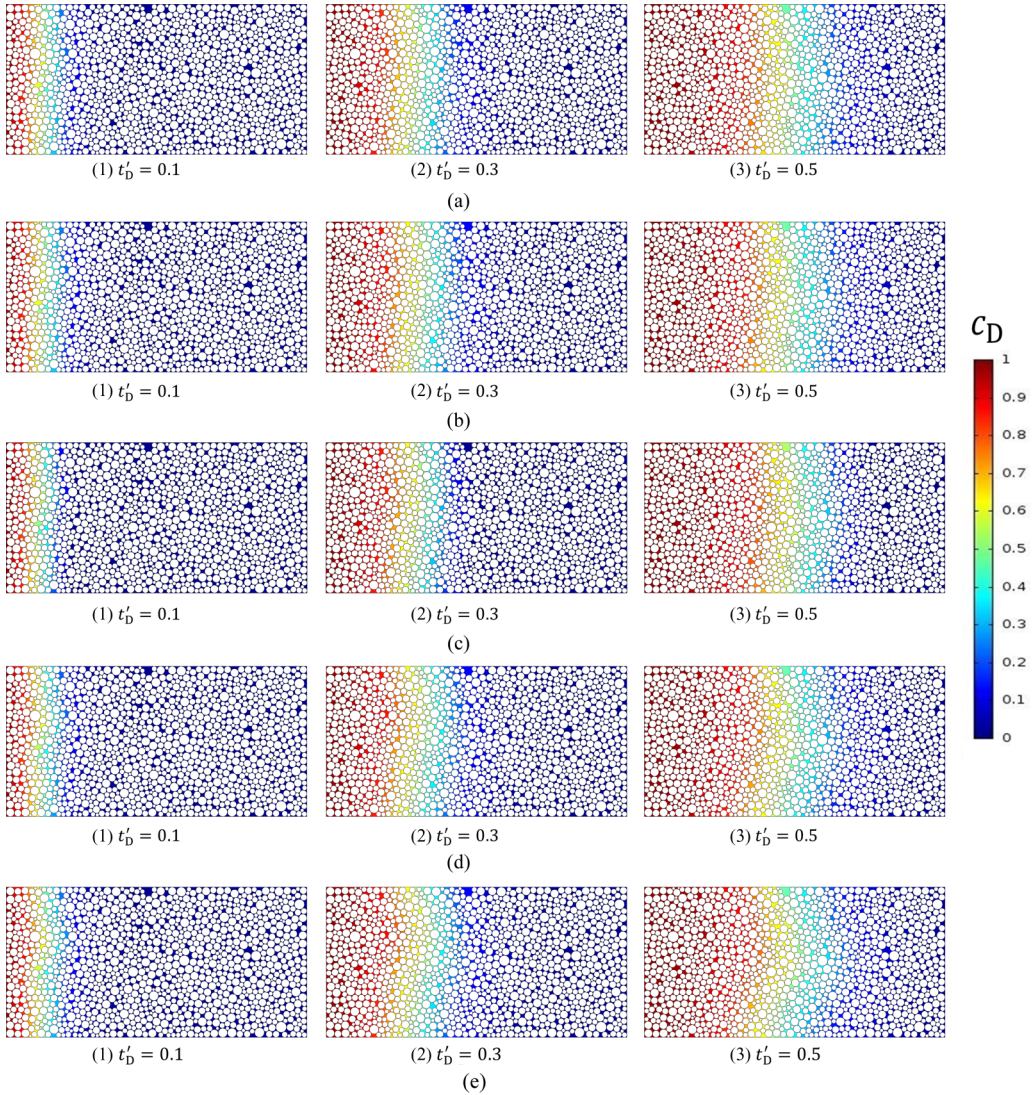 (1) t′D = 0.1 (2) t′D = 0.3 (3) t′D = 0.5
(a)
(1) t′D = 0.1 (2) t′D = 0.3 (3) t′D = 0.5
(b)
cD
1
0.9
0.8
0.7
0.6
0.5
0.4
0.3
0.2
0.1
0
(1) t′D = 0.1 (2) t′D = 0.3 (3) t′D = 0.5
(c)
(1) t′D = 0.1 (2) t′D = 0.3 (3) t′D = 0.5
(d)
(1) t′D = 0.1 (2) t′D = 0.3 (3) t′D = 0.5
(e)